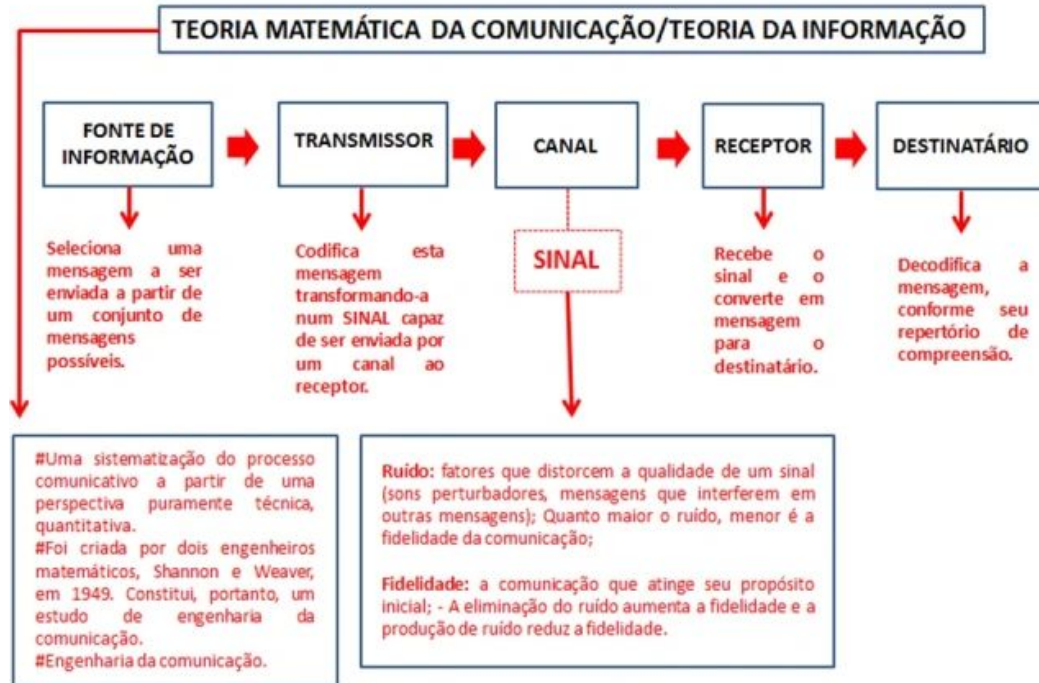 TEORIA MATEMÁTICA DA COMUNICAÇÃO/TEORIA DA INFORMAÇÃO
FONTE DE
INFORMAÇÃO
TRANSMISSOR
CANAL
RECEPTOR
DESTINATÁRIO
Seleciona uma
mensagem a ser
enviada a partir de
um conjunto de
mensagens
possíveis.
Codifica esta
mensagem
transformando-a
num SINAL capaz
de ser enviada por
um canal ao
receptor.
SINAL
Recebe o
sinal e o
converte em
mensagem
para o
destinatário.
Decodifica a
mensagem,
conforme seu
repertório de
compreensão.
#Uma sistematização do processo
comunicativo a partir de uma
perspectiva puramente técnica,
quantitativa.
#Foi criada por dois engenheiros
matemáticos, Shannon e Weaver,
em 1949. Constitui, portanto, um
estudo de engenharia da
comunicação.
#Engenharia da comunicação.
Ruído: fatores que distorcem a qualidade de um sinal
(sons perturbadores, mensagens que interferem em
outras mensagens); Quanto maior o ruído, menor é a
fidelidade da comunicação;
Fidelidade: a comunicação que atinge seu propósito
inicial; - A eliminação do ruído aumenta a fidelidade e a
produção de ruído reduz a fidelidade.